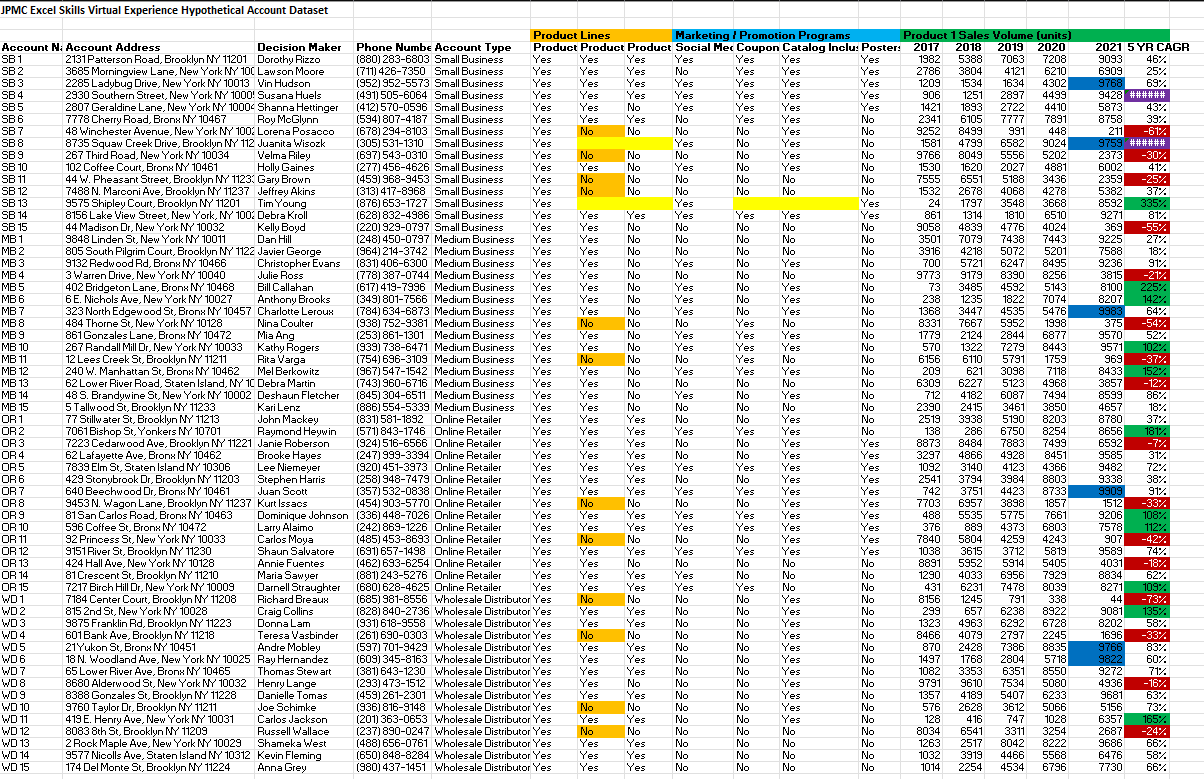 JPMC Excel Skills Virtual Experience Hypothetical Account Dataset
Product Lines Marketing / Promotion Programs Product 1 Sales Volume (units)
Account Na Account Address Decision Maker Phone Numbe Account Type Product Product Product Social Med Coupon Catalog Inclus Posters 2017 2018 2019 2020 2021 5 YR CAGR
SB 1 2131 Patterson Road, Brooklyn NY 11201 Dorothy Rizzo (680) 283-6803 Small Business Yes Yes Yes Yes Yes Yes Yes 1982 5388 7063 7208 9093 46%
SB 2 3685 Morningview Lane, New York NY 100 Lawson Moore (711) 426-7350 Small Business Yes Yes Yes No Yes Yes Yes 2786 3804 4121 6210 6909 25%
SB 3 2285 Ladybug Drive, New York NY 10013 Vin Hudson (952) 952-5573 Small Business Yes Yes Yes Yes Yes Yes No 1209 1534 1634 4302 9768 69%
SB 4 2930 Southern Street, New York NY 1000 Susana Huels (491) 505-6064 Small Business Yes Yes Yes Yes Yes Yes Yes 906 1251 2897 4499 9428 ######
SB 5 2807 Geraldine Lane, New York NY 10004 Shanna Hettinger (412) 570-0596 Small Business Yes Yes No Yes Yes Yes No 1421 1893 2722 4410 5873 43%
SB 6 7778 Cherry Road, Brooklyn NY 1067 Roy McGlynn (594) 807-4187 Small Business Yes Yes Yes Yes Yes Yes No 2341 6105 7777 7891 8758 39%
SB 7 48 Winchester Avenue, New York NY 1002 Lorena Posacco (678) 294-8103 Small Business Yes No No Yes No Yes No 9252 8499 391 448 211 -61%
SB 8 8735 Squaw Creek Drive, Brooklyn NY 11 Juanita Wisozk (305) 531-1310 Small Business Yes Yes No Yes No 1581 4799 6582 9024 9759 ######
SB 9 267 Third Road, New York NY 10034 Velma Riley (697) 543-0310 Small Business Yes No No No No Yes No 9766 8049 5555 5202 2373 -30%
SB 10 102 Coffee Court, Bronx NY 10461 Holly Gaines (277) 456-4626 Small Business Yes Yes No Yes No Yes No 1530 1620 2027 4881 6002 41%
SB 11 44 W. Pheasant Street, Brooklyn NY 1123 Gary Brown (459) 968-9459 Small Business Yes No No No No Yes No 7555 6551 5188 3436 2359 -25%
SB 12 7488 N. Marconi Ave, Brooklyn NY 11237 Jeffrey Akins (313) 417-8968 Small Business Yes No No No No No No 1532 2678 4068 4278 5382 37%
SB 13 9575 Shipley Court, Brooklyn NY 11201 Tim Young (876) 653-1727 Small Business Yes Yes Yes 24 1797 3548 3668 8592 335%
SB 14 8156 Lake View Street, New York, NY 1002 Debra Kroll (628) 832-4986 Small Business Yes Yes Yes Yes Yes Yes Yes 861 1314 1810 6510 9271 81%
SB 15 44 Madison Dr, New York NY 10032 Kelly Boyd (220) 929-0797 Small Business Yes Yes No No No No No 9058 4839 4776 4024 369 -55%
MB 1 9848 Linden St, New York NY 10011 Dan Hill (248) 450-0797 Medium Business Yes Yes No No No No No 3501 7079 7438 7443 9225 27%
MB 2 805 South Pilgrim Court, Brooklyn NY 1122 Javier George (964) 214-3742 Medium Business Yes Yes No No No Yes No 3916 4218 5072 5201 7588 18%
MB 3 9132 Redwood Rd, Bronx NY 10466 Christopher Evans (831) 406-6300 Medium Business Yes Yes No Yes No Yes No 700 5721 6247 8495 9236 91%
MB 4 3 Warren Drive, New York NY 10040 Julie Ross (778) 387-0744 Medium Business Yes Yes No No No No No 9773 9179 8390 8256 3815 -21%
MB 5 402 Bridgeton Lane, Bronx NY 10468 Bill Callahan (617) 419-7996 Medium Business Yes Yes Yes Yes No Yes No 73 3485 4592 5143 8100 225%
MB 6 6 E. Nichols Ave, New York NY 10027 Anthony Brooks (349) 801-7566 Medium Business Yes Yes Yes No No Yes No 238 1235 1822 7074 8207 142%
MB 7 323 North Edgewood St, Bronx NY 10457 Charlotte Leroux (784) 634-6873 Medium Business Yes Yes No Yes No Yes No 1368 3447 4535 5476 9983 64%
MB 8 484 Thorne St, New York NY 10128 Nina Coulter (938) 752-9381 Medium Business Yes No No No Yes No No 8331 7667 5952 1998 375 -54%
MB 9 661 Gonzales Lane, Bronx NY 10472 Mia Ang (253) 861-1301 Medium Business Yes Yes Yes No No Yes No 1779 2124 2844 6877 9570 52%
MB 10 267 Randall Mill Dr, New York NY 10033 Kathy Rogers (939) 738-6471 Medium Business Yes Yes No No Yes Yes No 570 1322 7279 8443 9571 102%
MB 11 12 Lees Creek St, Brooklyn NY 11211 Rita Varga (754) 696-3109 Medium Business Yes No No No Yes No No 6156 6110 5791 1759 969 -37%
MB 12 240 W. Manhattan St, Bronx NY 10462 Mel Berkowitz (967) 547-1542 Medium Business Yes Yes No Yes No Yes No 209 621 3098 7118 8433 152%
MB 13 62 Lower River Road, Staten Island, NY 10 Debra Martin (743) 960-6716 Medium Business Yes Yes No No No No No 6309 6227 5123 4968 3857 -12%
MB 14 48 S. Brandywine St, New York NY 10002 Deshaun Fletcher (845) 304-6511 Medium Business Yes Yes No No No Yes No 712 4182 6087 7494 8599 86%
MB 15 5 Tallwood St, Brooklyn NY 11233 Kari Lenz (886) 554-5339 Medium Business Yes Yes No No No No No 2390 2415 3461 3850 4657 18%
OR 1 77 Stillwater St, Brooklyn NY 11213 John Mackey (631) 581-1892 Online Retailer Yes Yes Yes Yes Yes Yes No 2519 3938 5190 8203 8780 37%
OR 2 7061 Bishop St, Yonkers NY 10701 Raymond Heywin (571) 843-1746 Online Retailer Yes Yes Yes Yes Yes Yes No 138 286 6750 8254 8656 181%
OR 3 7223 Cedarwood Ave, Brooklyn NY 11221 Janie Roberson (924) 516-6566 Online Retailer Yes Yes Yes No No Yes Yes 8873 8484 7883 7499 6592 -7%
OR 4 62 Lafayette Ave, Bronx NY 10462 Brooke Hayes (247) 999-3394 Online Retailer Yes Yes No No No Yes Yes 3297 4866 4928 8451 9585 31%
OR 5 7839 Elm St, Staten Island NY 10306 Lee Niemeyer (920) 451-3973 Online Retailer Yes Yes Yes Yes Yes Yes Yes 1092 3140 4123 4366 9482 72%
OR 6 429 Stonybrook Dr, Brooklyn NY 11203 Stephen Harris (258) 948-7479 Online Retailer Yes Yes Yes No No Yes Yes 2541 3794 3984 8803 9338 38%
OR 7 640 Beechwood Dr, Bronx NY 10461 Juan Scott (357) 532-0838 Online Retailer Yes Yes Yes Yes Yes Yes Yes 742 3751 4423 8733 9909 91%
OR 8 9453 N. Wagon Lane, Brooklyn NY 11237 Kurt Issacs (454) 902-5770 Online Retailer Yes No No No Yes No No 7703 6957 3898 1857 1512 -33%
OR 9 81 San Carlos Road, Bronx NY 10463 Dominique Johnson (336) 448-7026 Online Retailer Yes Yes No No Yes Yes Yes 488 5535 5775 7661 9206 108%
OR 10 596 Coffee St, Bronx NY 10472 Larry Alaimo (242) 869-1226 Online Retailer Yes Yes Yes Yes Yes Yes Yes 376 889 4373 6803 7578 112%
OR 11 92 Princess St, New York NY 10033 Carlos Moya (485) 453-8693 Online Retailer Yes No No No No Yes Yes 7840 5804 4259 4243 907 -42%
OR 12 9151 River St, Brooklyn NY 11230 Shaun Salvatore (691) 657-1498 Online Retailer Yes Yes Yes Yes Yes Yes Yes 1038 3615 3712 5819 9589 74%
OR 13 424 Hall Ave, New York NY 10128 Annie Fuentes (462) 693-6254 Online Retailer Yes Yes No No No No No 8891 5952 5914 5405 4031 -18%
OR 14 81 Crescent St, Brooklyn NY 11210 Maria Sawyer (881) 243-5276 Online Retailer Yes Yes Yes Yes No No No 1290 4033 6956 7929 8834 62%
OR 15 7217 Birch Hill Dr, New York NY 10009 Darnell Straughter (680) 628-4625 Online Retailer Yes Yes Yes No No Yes Yes 431 6231 7478 8039 8271 109%
WD 1 7184 Center Court, Brooklyn NY 11208 Richard Breaux (685) 981-8556 Wholesale Distributor Yes No No No No No No 8156 1245 791 338 44 -73%
WD 2 815 2nd St, New York NY 10028 Craig Collins (828) 840-2736 Wholesale Distributor Yes Yes Yes No No Yes No 299 657 6238 8922 9081 135%
WD 3 9875 Franklin Rd, Brooklyn NY 11223 Donna Lam (931) 618-9558 Wholesale Distributor Yes Yes Yes No No Yes No 1323 4963 6292 6728 8202 58%
WD 4 601 Bank Ave, Brooklyn NY 11218 Teresa Vasbinder (261) 690-0303 Wholesale Distributor Yes No No No No Yes No 8466 4079 2797 2245 1696 -33%
WD 5 21 Yukon St, Bronx NY 10451 Andre Mobley (597) 701-9429 Wholesale Distributor Yes Yes Yes No No Yes No 870 2428 7386 8835 9766 83%
WD 6 18 N. Woodland Ave, New York NY 10025 Ray Hernandez (609) 345-8163 Wholesale Distributor Yes Yes Yes No No Yes No 1497 1768 2804 5718 9822 60%
WD 7 65 Lower River Ave, Bronx NY 10465 Thomas Stewart (381) 643-1232 Wholesale Distributor Yes Yes Yes No No Yes No 1082 3353 6351 6550 9272 71%
WD 8 8680 Alderwood St, New York NY 10032 Henry Lange (293) 473-1512 Wholesale Distributor Yes Yes No No No No No 9791 9610 7534 5080 4936 -16%
WD 9 8388 Gonzales St, Brooklyn NY 11228 Danielle Tomas (459) 261-2301 Wholesale Distributor Yes Yes Yes No No Yes No 1357 4189 5407 6233 9681 63%
WD 10 9760 Taylor Dr, Brooklyn NY 11211 Joe Schimke (936) 816-9148 Wholesale Distributor Yes No No No No Yes No 576 2628 3612 5066 5156 73%
WD 11 419 E. Henry Ave, New York NY 10031 Carlos Jackson (201) 363-0653 Wholesale Distributor Yes Yes Yes No No Yes No 128 416 747 1028 6357 165%
WD 12 8083 8th St, Brooklyn NY 11209 Russell Wallace (237) 890-0247 Wholesale Distributor Yes No No No No Yes No 8034 6541 3311 3254 2687 -24%
WD 13 2 Rock Maple Ave, New York NY 10029 Shameka West (488) 656-0761 Wholesale Distributor Yes Yes Yes No No No No 1263 2517 8042 8222 9686 66%
WD 14 9577 Nicolls Ave, Staten Island NY 10312 Kevin Fleming (650) 848-8284 Wholesale Distributor Yes Yes Yes No No Yes No 1032 3919 4466 5568 6476 58%
WD 15 174 Del Monte St, Brooklyn NY 11224 Anna Grey (980) 437-1451 Wholesale Distributor Yes Yes Yes No No Yes No 1014 2254 4534 6796 7730 66%